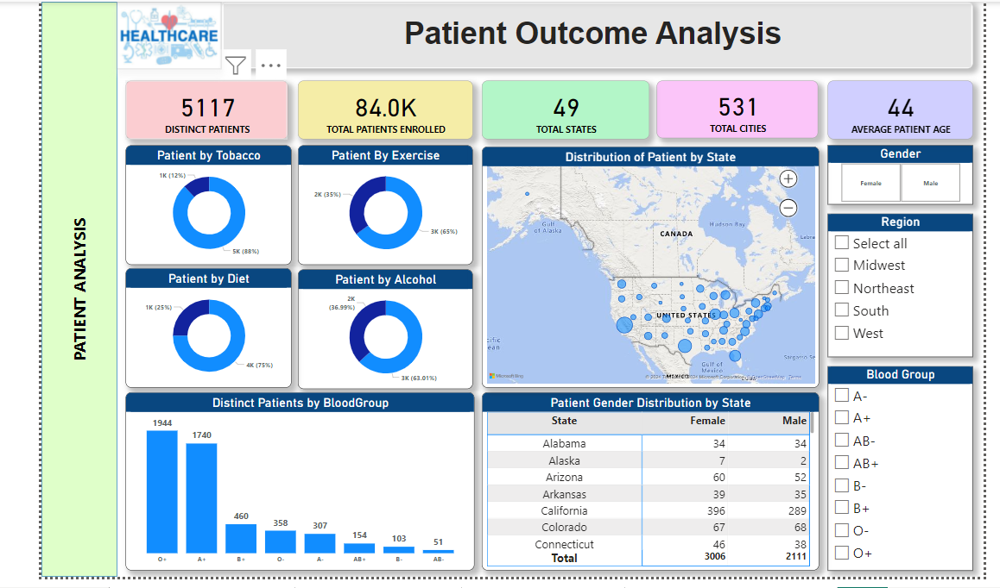 HEALTHCARE
Patient Outcome Analysis
PATIENT ANALYSIS
5117
DISTINCT PATIENTS
84.0K
TOTAL PATIENTS ENROLLED
49
TOTAL STATES
531
TOTAL CITIES
44
AVERAGE PATIENT AGE
Patient by Tobacco
1K (12%)
5K (88%)
Patient By Exercise
2K (35%)
3K (65%)
Distribution of Patient by State
Gulf
of Alaska
Hudson Bay
CANADA
UNITED STATES
Gulf of
Mexico
MEXICO
Sargasso Se
Microsoft Bing
Terms
Gender
Female Male
Region
Select all
Midwest
Northeast
South
West
Patient by Diet
1K (25%)
4K (75%)
Patient by Alcohol
2K
(36.99%)
3K (63.01%)
Distinct Patients by BloodGroup
1944
1740
460
358
307
154
103
51
O+ A+ B+ O- A- AB+ B- AB-
Patient Gender Distribution by State
State Female Male
Alabama 34 34
Alaska 7 2
Arizona 60 52
Arkansas 39 35
California 396 289
Colorado 67 68
Connecticut 46 38
Total 3006 2111
Blood Group
A-
A+
AB-
AB+
B-
B+
O-
O+